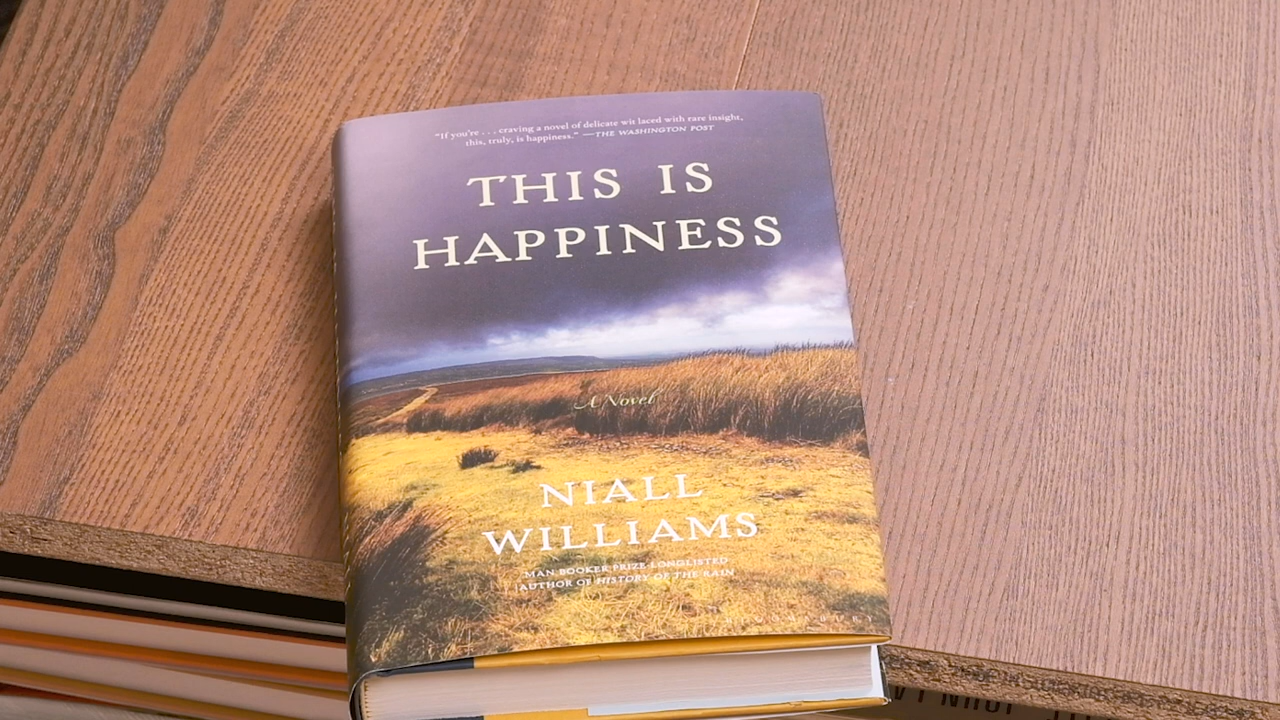 "If you're . . . craving a novel of delicate wit laced with rare insight,
this, truly, is happiness." —THE WASHINGTON POST
THIS IS
HAPPINESS
A Novel
NIALL
WILLIAMS
MAN BOOKER PRIZE-LONGLISTED
AUTHOR OF HISTORY OF THE RAIN